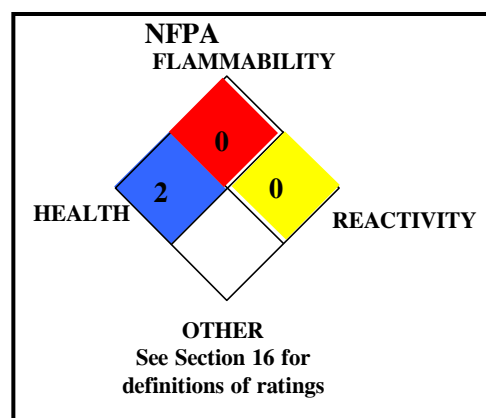 NFPA
FLAMMABILITY
0
2
0
HEALTH
REACTIVITY
OTHER
See Section 16 for
definitions of ratings